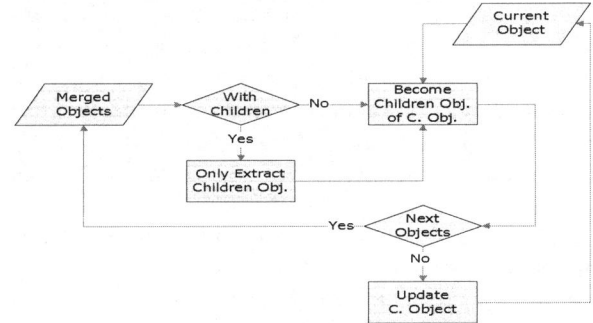 Current
Object
Merged
Objects
With
Children
No
Become
Children Obj.
of C. Obj.
Yes
Only Extract
Children Obj.
Next
Objects
Yes
No
Update
C. Object